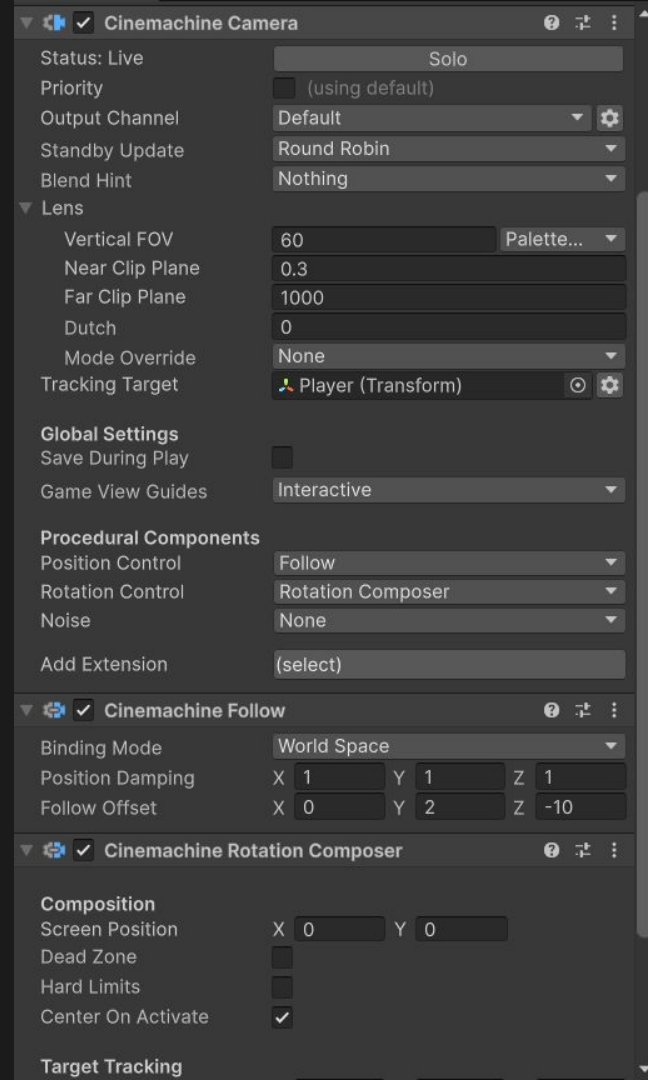 Cinemachine Camera
Status: Live Solo
Priority (using default)
Output Channel Default
Standby Update Round Robin
Blend Hint Nothing
Lens
Vertical FOV 60 Palette...
Near Clip Plane 0.3
Far Clip Plane 1000
Dutch 0
Mode Override None
Tracking Target Player (Transform)
Global Settings
Save During Play
Game View Guides Interactive
Procedural Components
Position Control Follow
Rotation Control Rotation Composer
Noise None
Add Extension (select)
Cinemachine Follow
Binding Mode World Space
Position Damping X 1 Y 1 Z 1
Follow Offset X 0 Y 2 Z -10
Cinemachine Rotation Composer
Composition
Screen Position X 0 Y 0
Dead Zone
Hard Limits
Center On Activate
Target Tracking